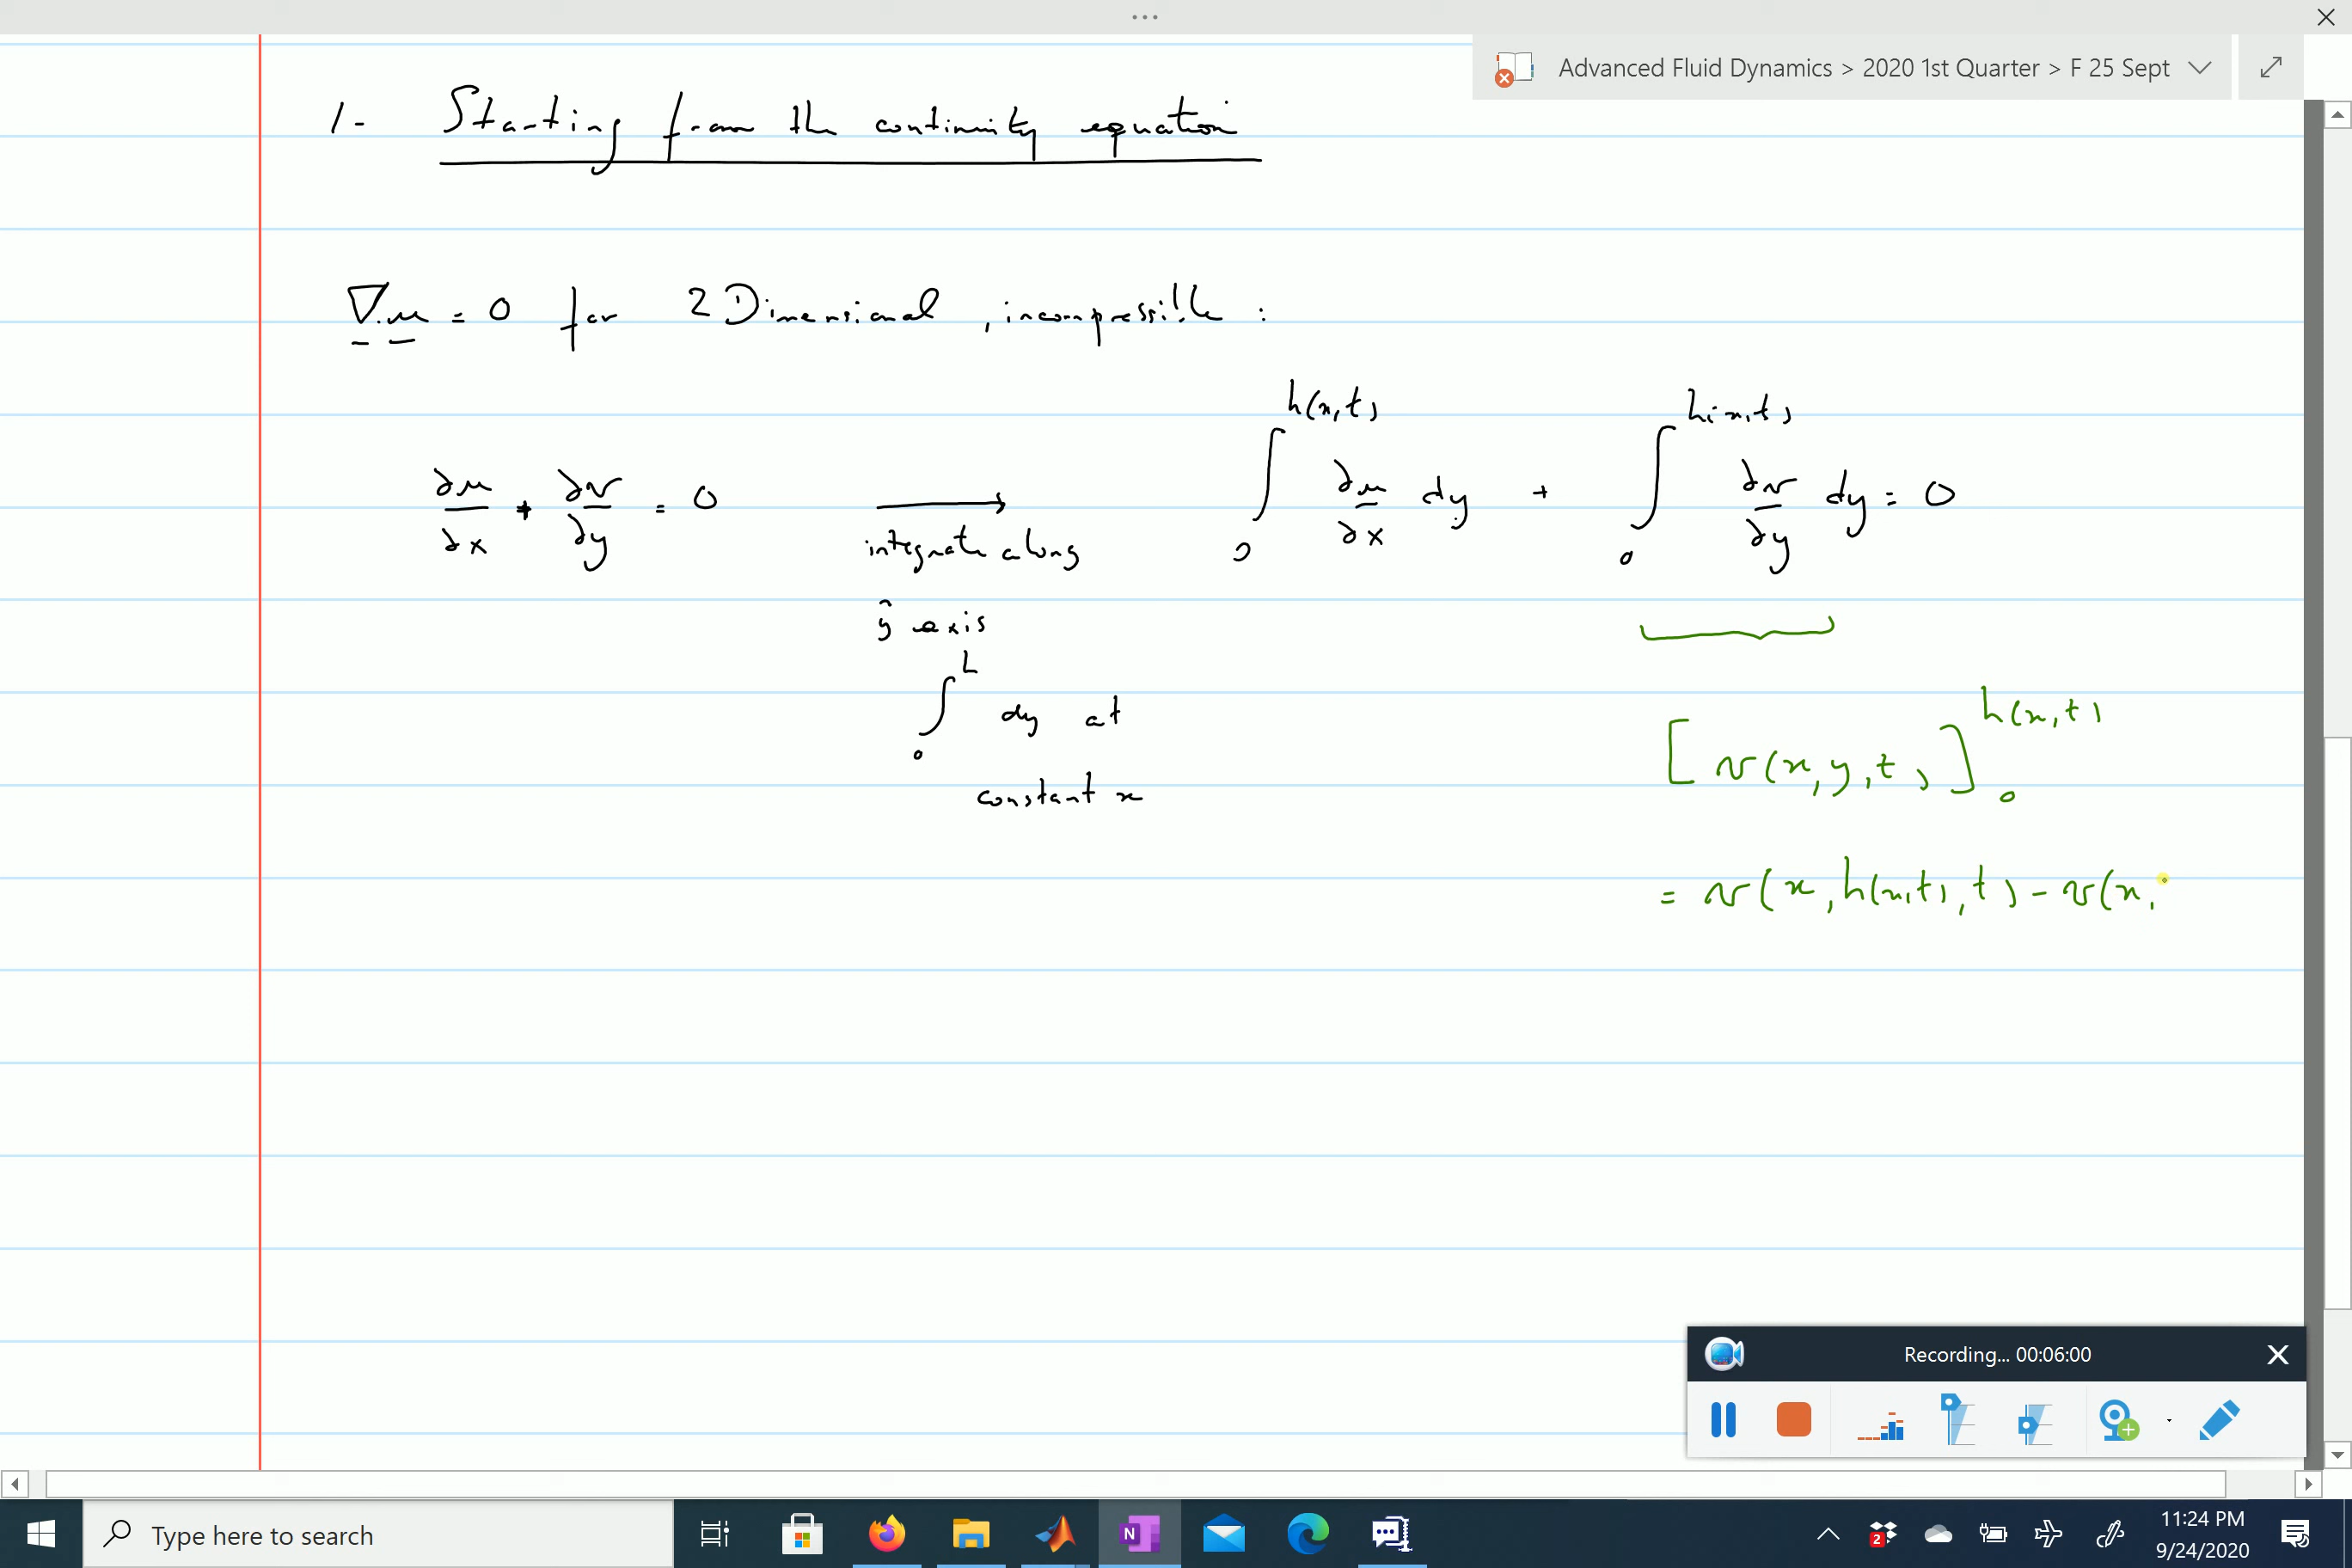 Advanced Fluid Dynamics > 2020 1st Quarter > F 25 Sept
1- Starting from the continuity equation
∇.u = 0 for 2 Dimensional, incompressible :
∂u/∂x + ∂v/∂y = 0 → ∫₀^h(x,t) ∂u/∂x dy + ∫₀^h(x,t) ∂v/∂y dy = 0
integrate along
ŷ axis
∫₀^h dy at
constant x
[v(x,y,t)]₀^h(x,t)
= v(x,h(x,t),t) - v(x,
Recording... 00:06:00
Type here to search
2
N
11:24 PM
9/24/2020